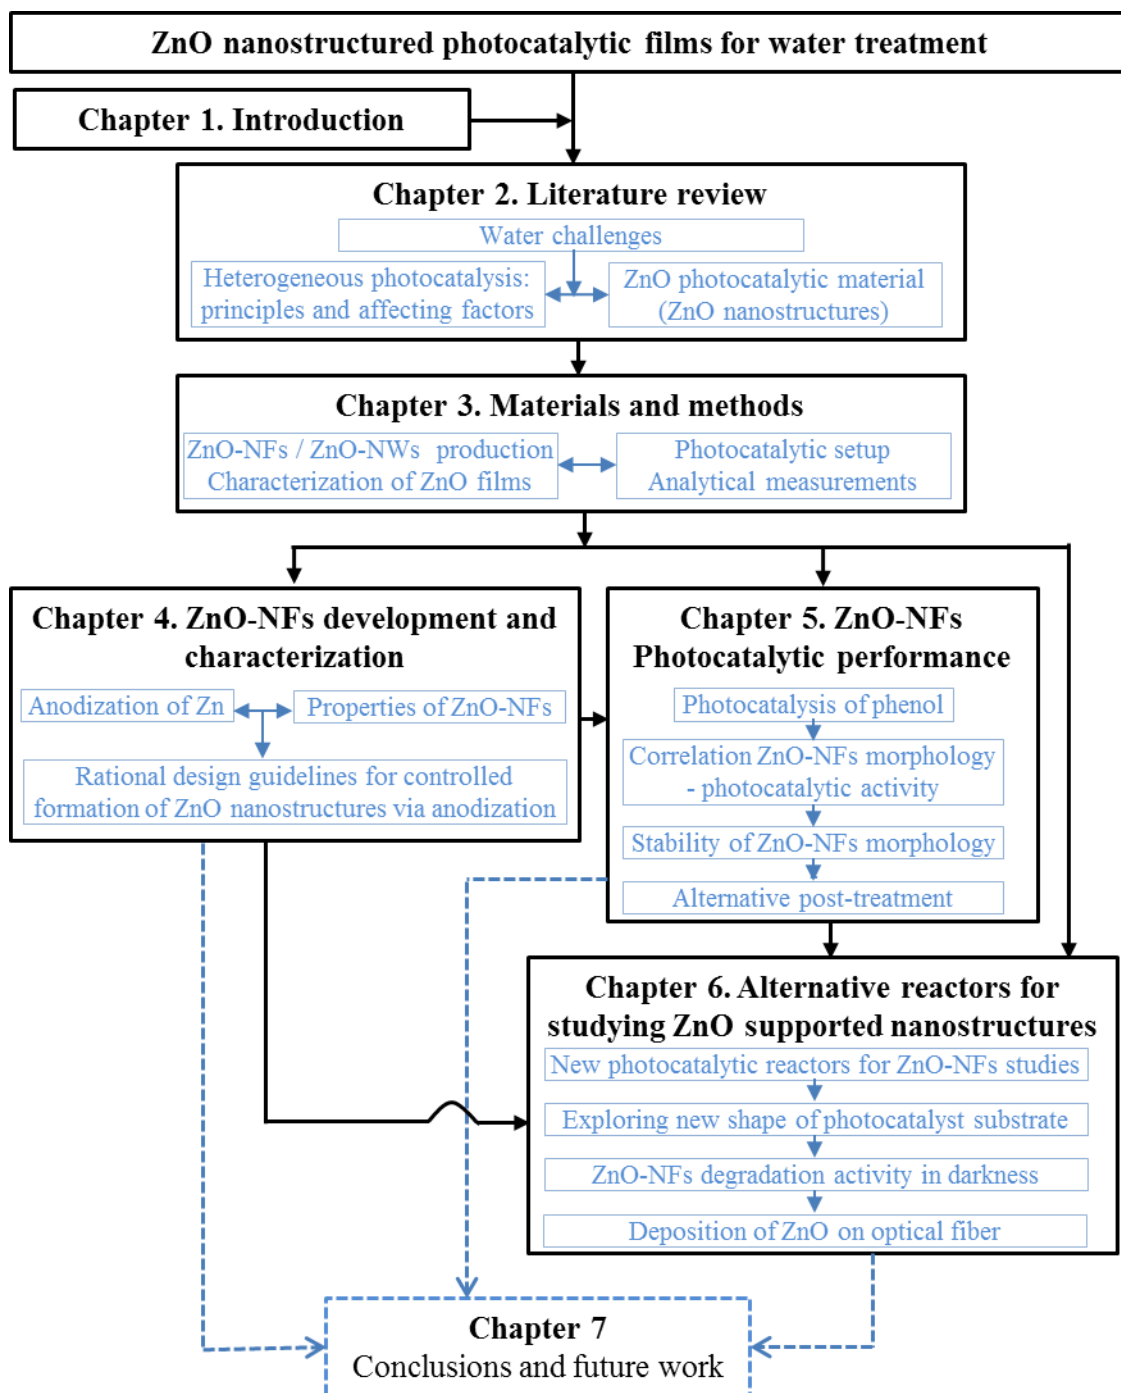 ZnO nanostructured photocatalytic films for water treatment
Chapter 1. Introduction
Chapter 2. Literature review
Water challenges
Heterogeneous photocatalysis:
principles and affecting factors
ZnO photocatalytic material
(ZnO nanostructures)
Chapter 3. Materials and methods
ZnO-NFs / ZnO-NWs production
Characterization of ZnO films
Photocatalytic setup
Analytical measurements
Chapter 4. ZnO-NFs development and
characterization
Anodization of Zn
Properties of ZnO-NFs
Rational design guidelines for controlled
formation of ZnO nanostructures via anodization
Chapter 5. ZnO-NFs
Photocatalytic performance
Photocatalysis of phenol
Correlation ZnO-NFs morphology
- photocatalytic activity
Stability of ZnO-NFs morphology
Alternative post-treatment
Chapter 6. Alternative reactors for
studying ZnO supported nanostructures
New photocatalytic reactors for ZnO-NFs studies
Exploring new shape of photocatalyst substrate
ZnO-NFs degradation activity in darkness
Deposition of ZnO on optical fiber
Chapter 7
Conclusions and future work